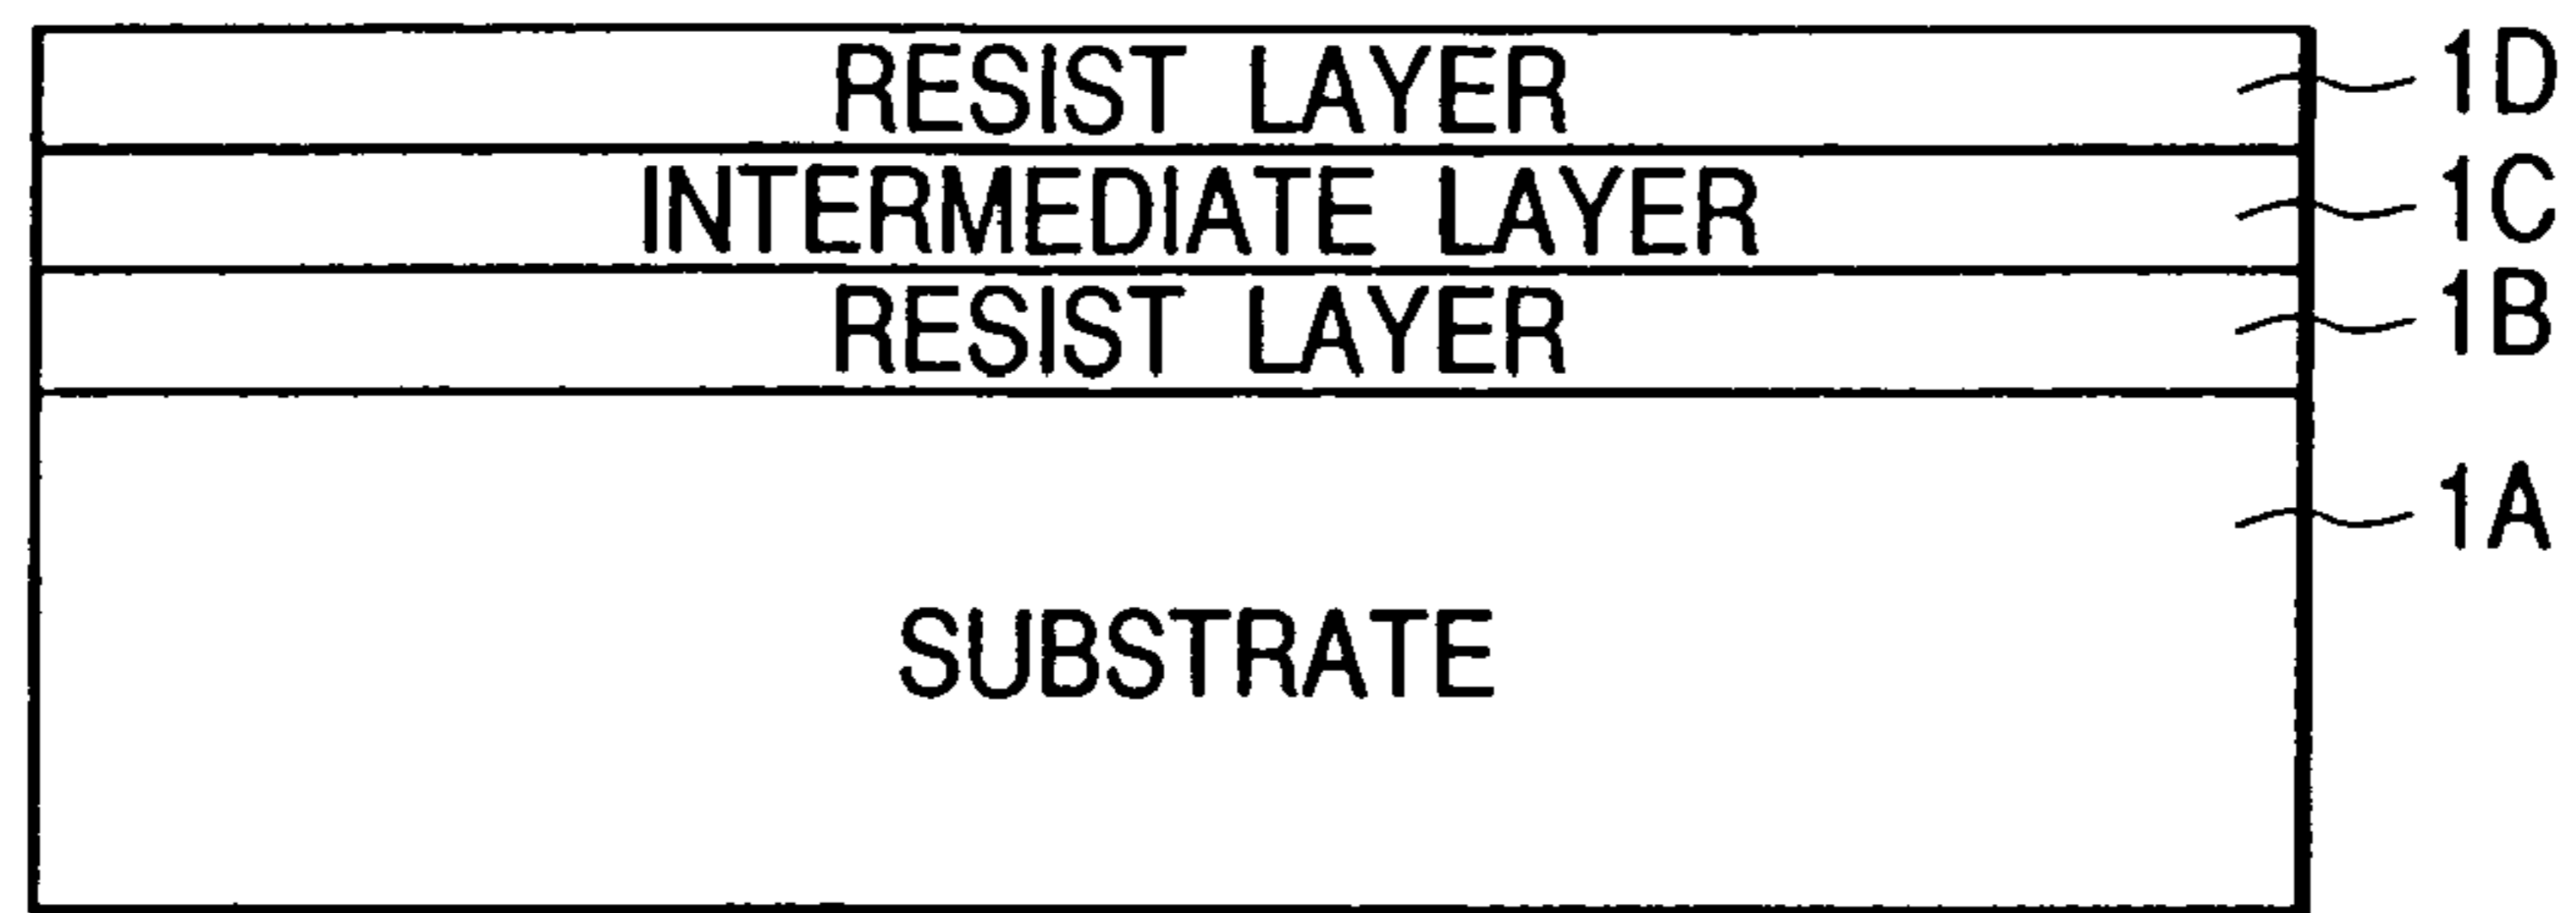 RESIST LAYER 1D
INTERMEDIATE LAYER 1C
RESIST LAYER 1B
1A
SUBSTRATE